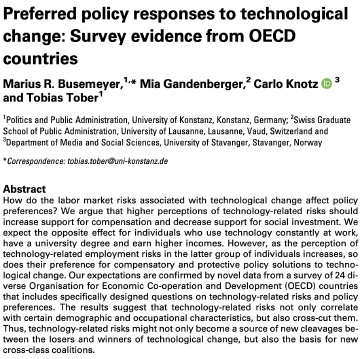 Preferred policy responses to technological
change: Survey evidence from OECD
countries
Marius R. Busemeyer,1,* Mia Gandenberger,2 Carlo Knotz 3
and Tobias Tober1
1Politics and Public Administration, University of Konstanz, Konstanz, Germany; 2Swiss Graduate
School of Public Administration, University of Lausanne, Lausanne, Vaud, Switzerland and
3Department of Media and Social Sciences, University of Stavanger, Stavanger, Norway
*Correspondence: tobias.tober@uni-konstanz.de
Abstract
How do the labor market risks associated with technological change affect policy
preferences? We argue that higher perceptions of technology-related risks should
increase support for compensation and decrease support for social investment. We
expect the opposite effect for individuals who use technology constantly at work,
have a university degree and earn higher incomes. However, as the perception of
technology-related employment risks in the latter group of individuals increases, so
does their preference for compensatory and protective policy solutions to techno-
logical change. Our expectations are confirmed by novel data from a survey of 24 di-
verse Organisation for Economic Co-operation and Development (OECD) countries
that includes specifically designed questions on technology-related risks and policy
preferences. The results suggest that technology-related risks not only correlate
with certain demographic and occupational characteristics, but also cross-cut them.
Thus, technology-related risks might not only become a source of new cleavages be-
tween the losers and winners of technological change, but also the basis for new
cross-class coalitions.